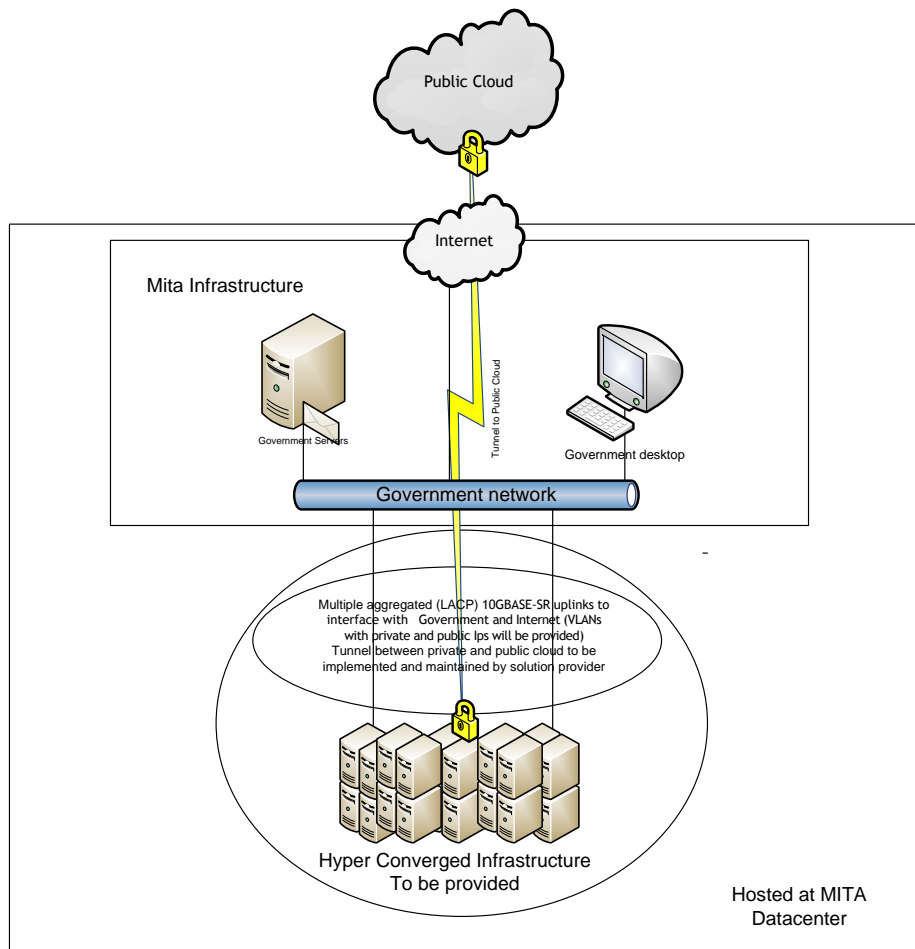 Public Cloud
Internet
Mita Infrastructure
Tunnel to Public Cloud
Government Servers
Government desktop
Government network
-
Multiple aggregated (LACP) 10GBASE-SR uplinks to
interface with Government and Internet (VLANs
with private and public Ips will be provided)
Tunnel between private and public cloud to be
implemented and maintained by solution provider
Hyper Converged Infrastructure
To be provided
Hosted at MITA
Datacenter